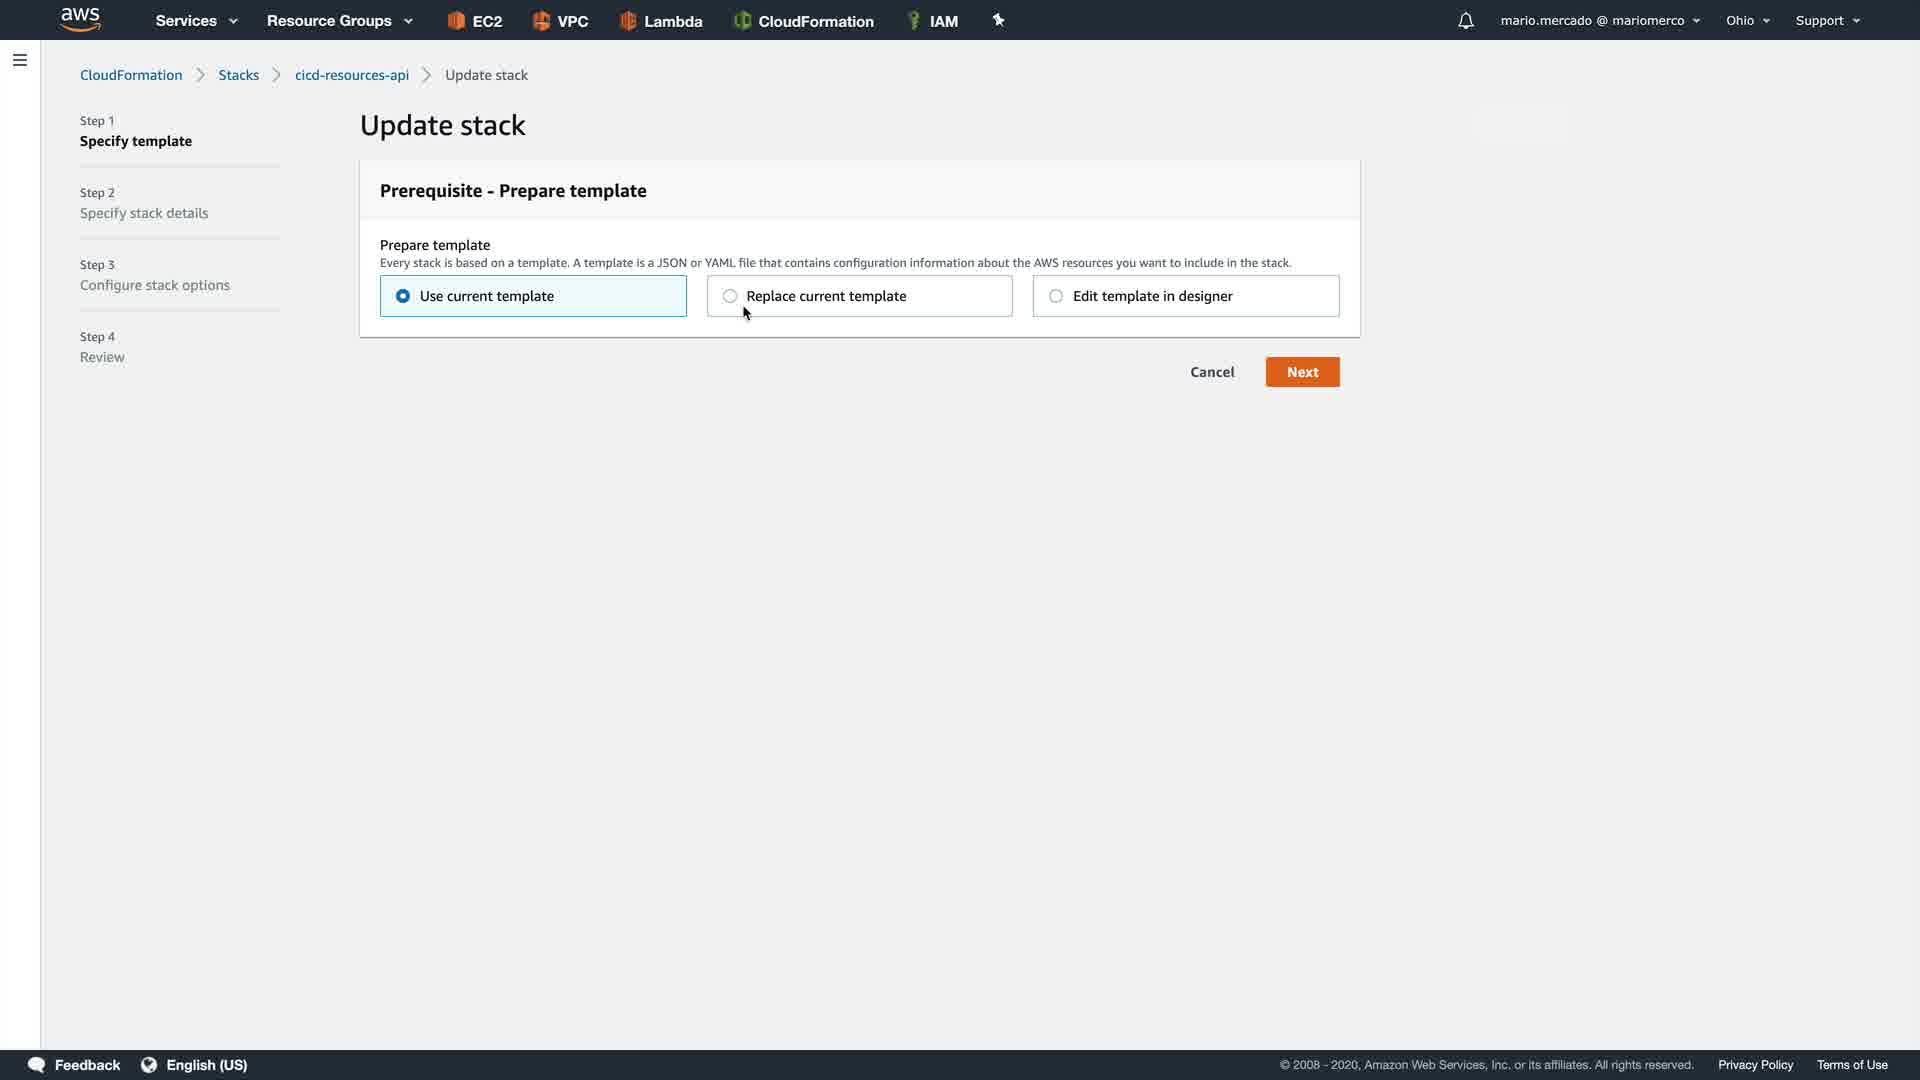 aws Services Resource Groups EC2 VPC Lambda CloudFormation IAM mario.mercado @ mariomerco Ohio Support
CloudFormation Stacks cicd-resources-api Update stack
Step 1
Specify template
Step 2
Specify stack details
Step 3
Configure stack options
Step 4
Review
Update stack
Prerequisite - Prepare template
Prepare template
Every stack is based on a template. A template is a JSON or YAML file that contains configuration information about the AWS resources you want to include in the stack.
Use current template Replace current template Edit template in designer
Cancel Next
Feedback English (US) © 2008 - 2020, Amazon Web Services, Inc. or its affiliates. All rights reserved. Privacy Policy Terms of Use